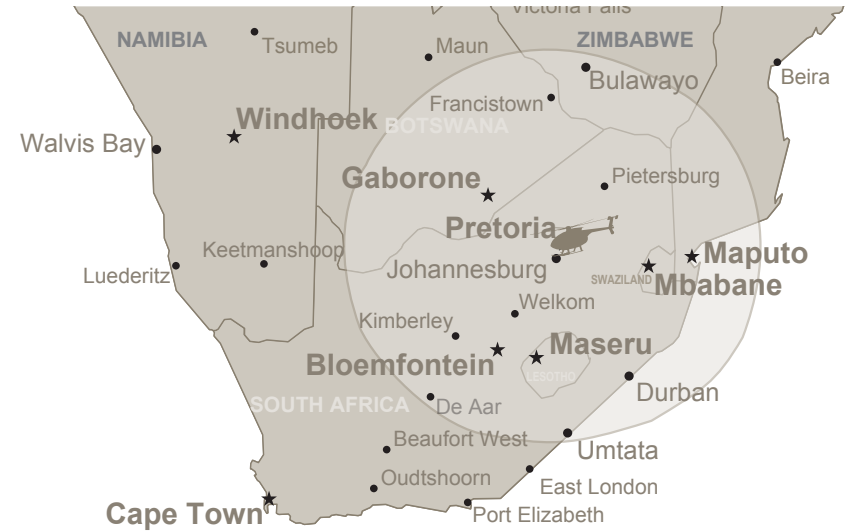 Victoria Falls
NAMIBIA
ZIMBABWE
Tsumeb
Maun
Beira
Bulawayo
Francistown
Windhoek
BOTSWANA
Walvis Bay
Gaborone
Pietersburg
Pretoria
Keetmanshoop
Maputo
Luederitz
Johannesburg
SWAZILAND
Mbabane
Welkom
Kimberley
Maseru
Bloemfontein
LESOTHO
Durban
SOUTH AFRICA
De Aar
Beaufort West
Umtata
Oudtshoorn
East London
Cape Town
Port Elizabeth